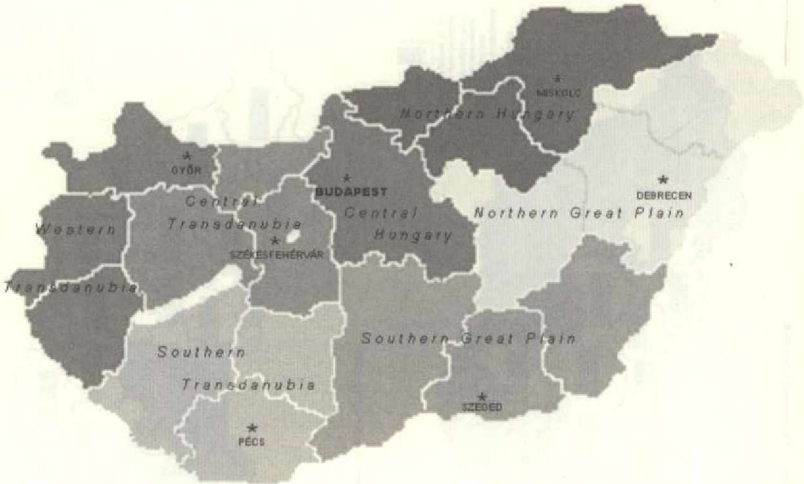 MISKOLC
Northern Hungary
GYŐR
BUDAPEST
DEBRECEN
Central
Transdanubia
Central
Hungary
Northern Great Plain
Western
SZÉKESFEHÉRVÁR
Transdanubia
Southern Great Plain
Southern
Transdanubia
SZEGED
PÉCS